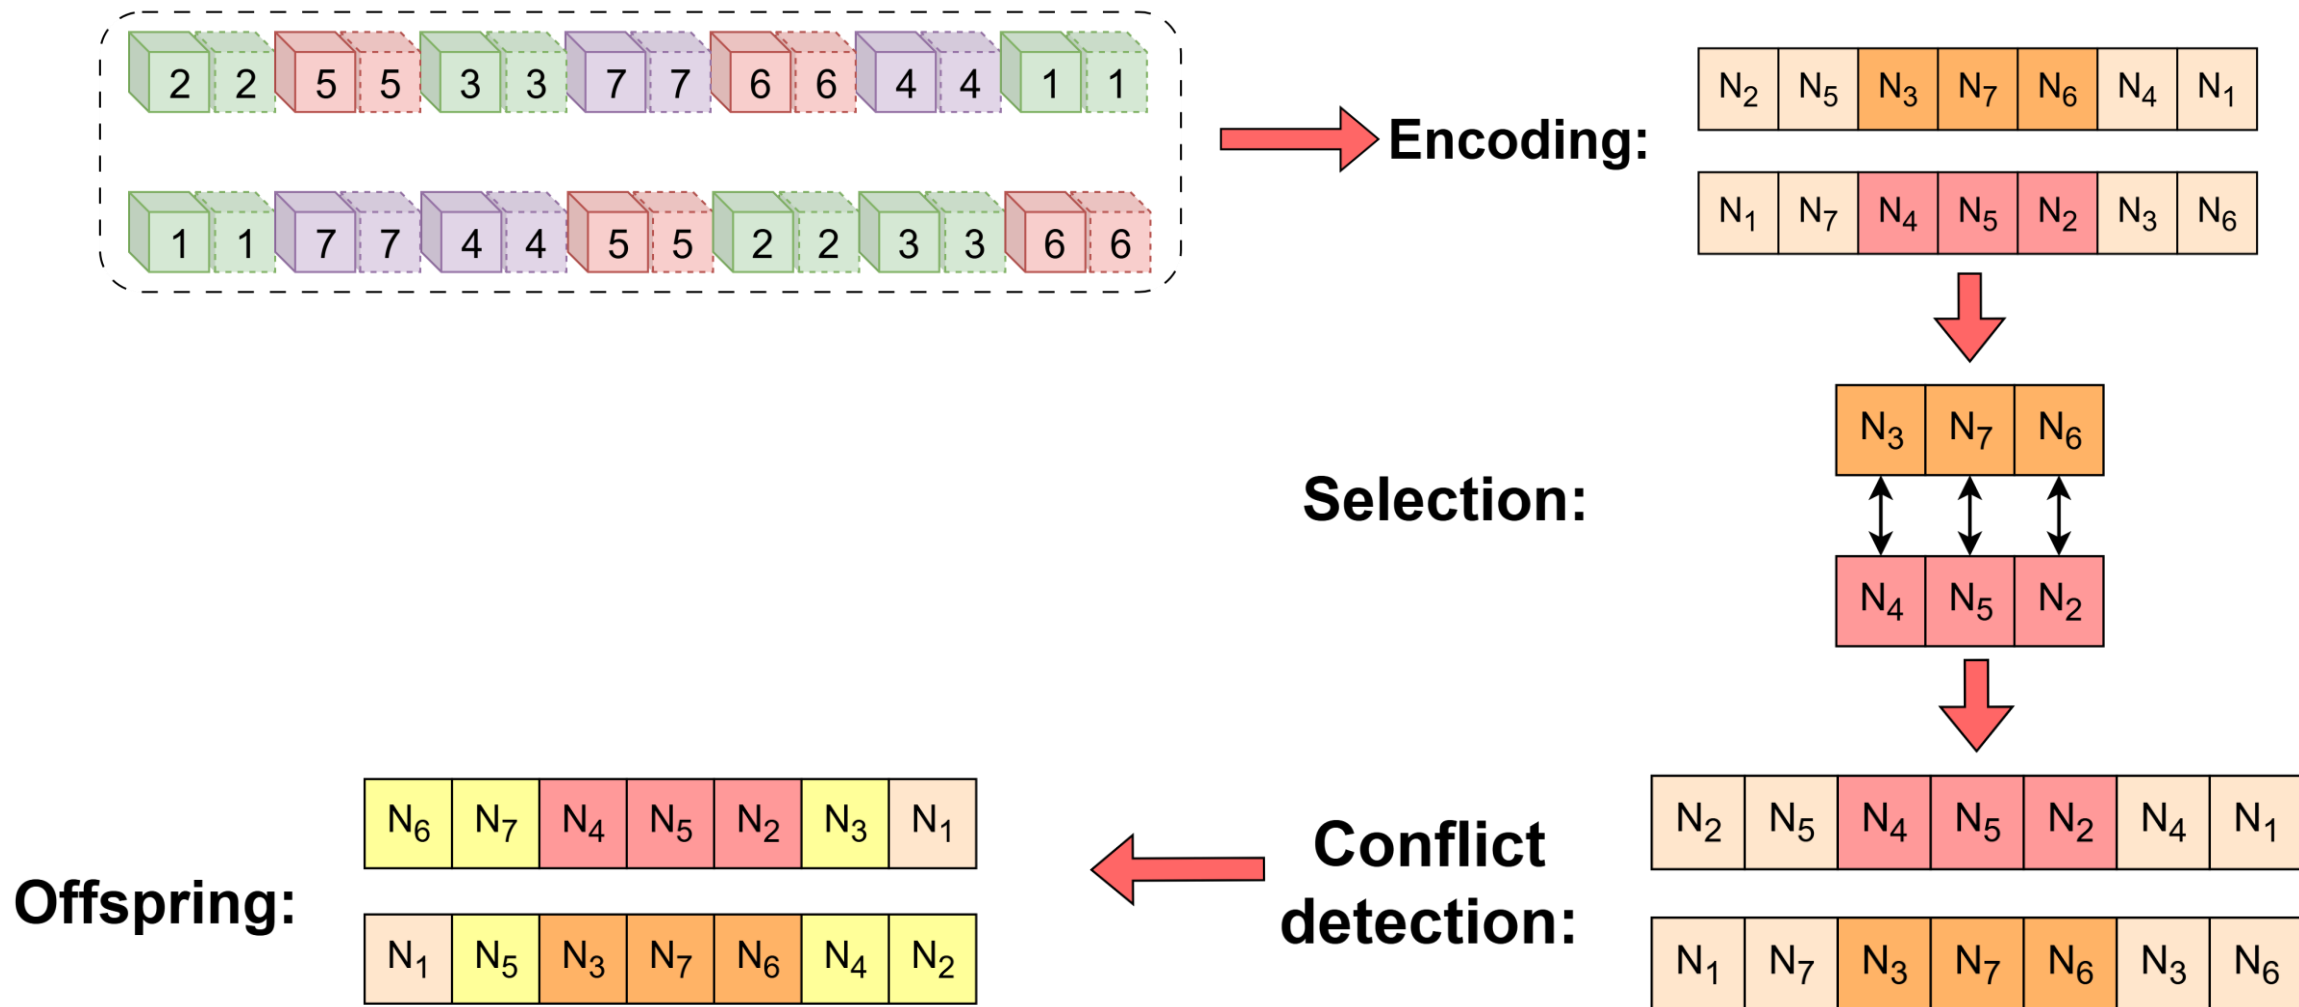 2 2 5 5 3 3 7 7 6 6 4 4 1 1
1 1 7 7 4 4 5 5 2 2 3 3 6 6
Encoding:
N2 N5 N3 N7 N6 N4 N1
N1 N7 N4 N5 N2 N3 N6
Selection:
N3 N7 N6
N4 N5 N2
Conflict
detection:
N2 N5 N4 N5 N2 N4 N1
N1 N7 N3 N7 N6 N3 N6
Offspring:
N6 N7 N4 N5 N2 N3 N1
N1 N5 N3 N7 N6 N4 N2